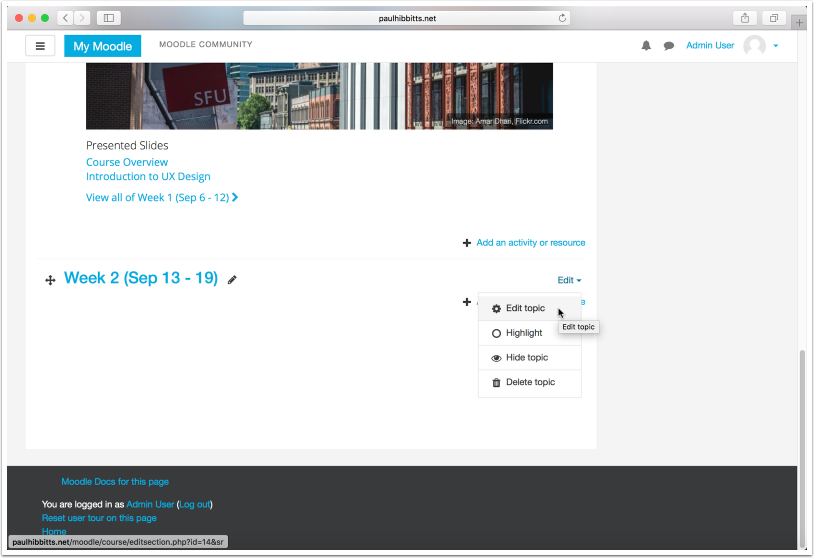 paulhibbitts.net
My Moodle
MOODLE COMMUNITY
Admin User
SFU
Image: Amar Dhari, Flickr.com
Presented Slides
Course Overview
Introduction to UX Design
View all of Week 1 (Sep 6 - 12)
Add an activity or resource
Week 2 (Sep 13 - 19)
Edit
Edit topic
Edit topic
Highlight
Hide topic
Delete topic
Moodle Docs for this page
You are logged in as Admin User (Log out)
Reset user tour on this page
Home
paulhibbitts.net/moodle/course/editsection.php?id=14&sr